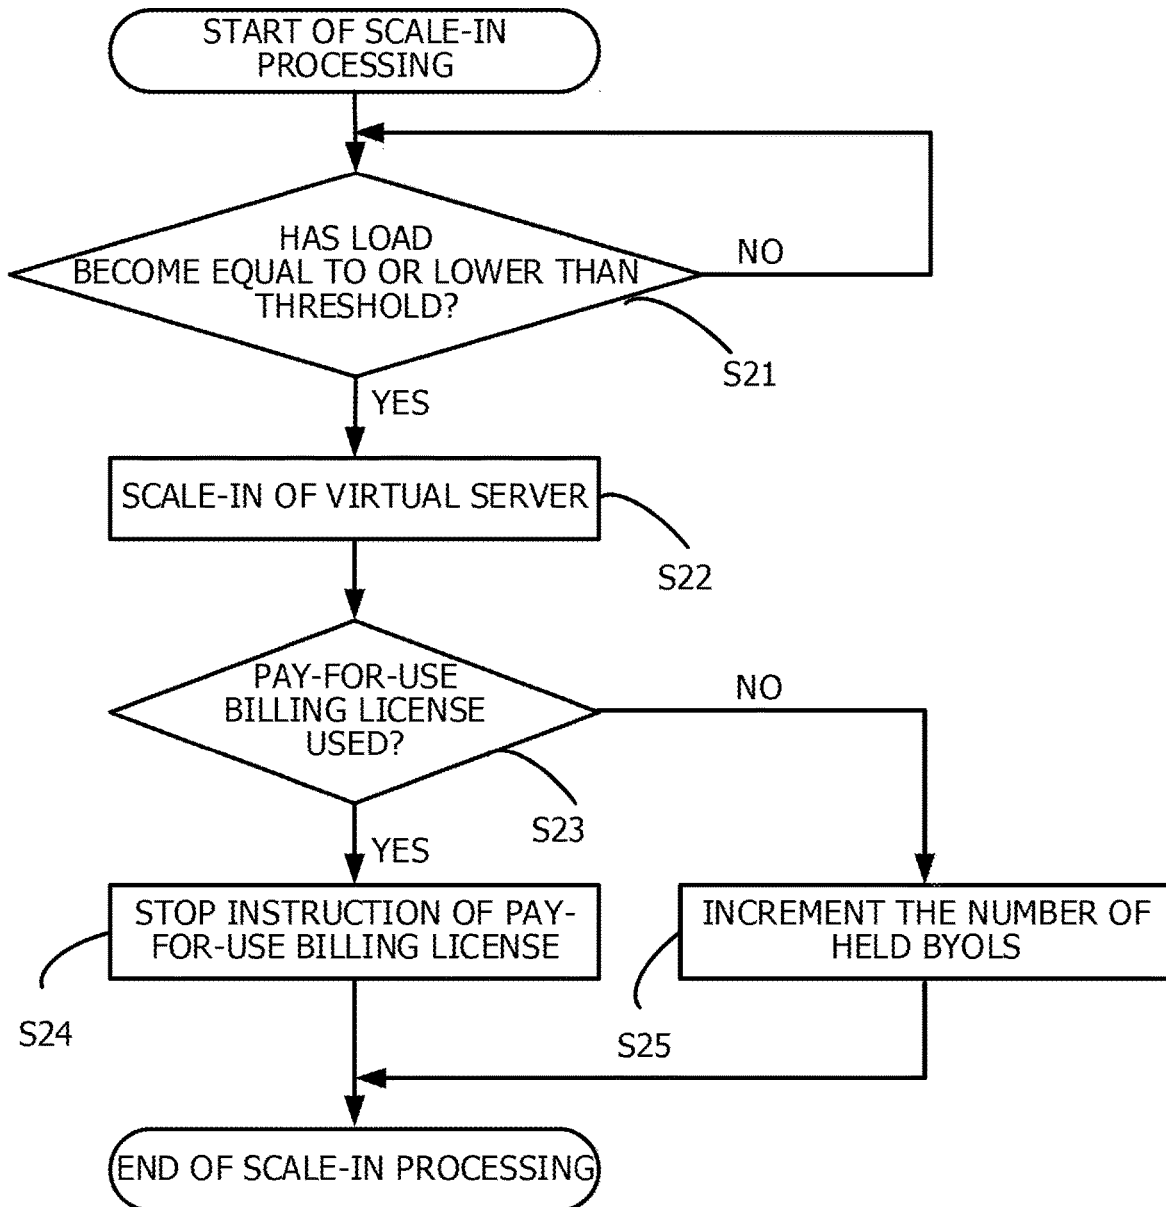 START OF SCALE-IN
PROCESSING
HAS LOAD
BECOME EQUAL TO OR LOWER THAN
THRESHOLD?
NO
S21
YES
SCALE-IN OF VIRTUAL SERVER
S22
PAY-FOR-USE
BILLING LICENSE
USED?
NO
S23
YES
STOP INSTRUCTION OF PAY-
FOR-USE BILLING LICENSE
S24
INCREMENT THE NUMBER OF
HELD BYOLS
S25
END OF SCALE-IN PROCESSING